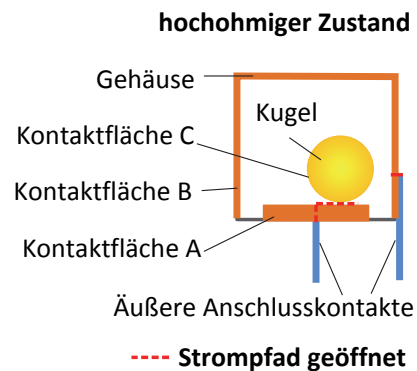 hochohmiger Zustand
Gehäuse
Kugel
Kontaktfläche C
Kontaktfläche B
Kontaktfläche A
Äußere Anschlusskontakte
Strompfad geöffnet